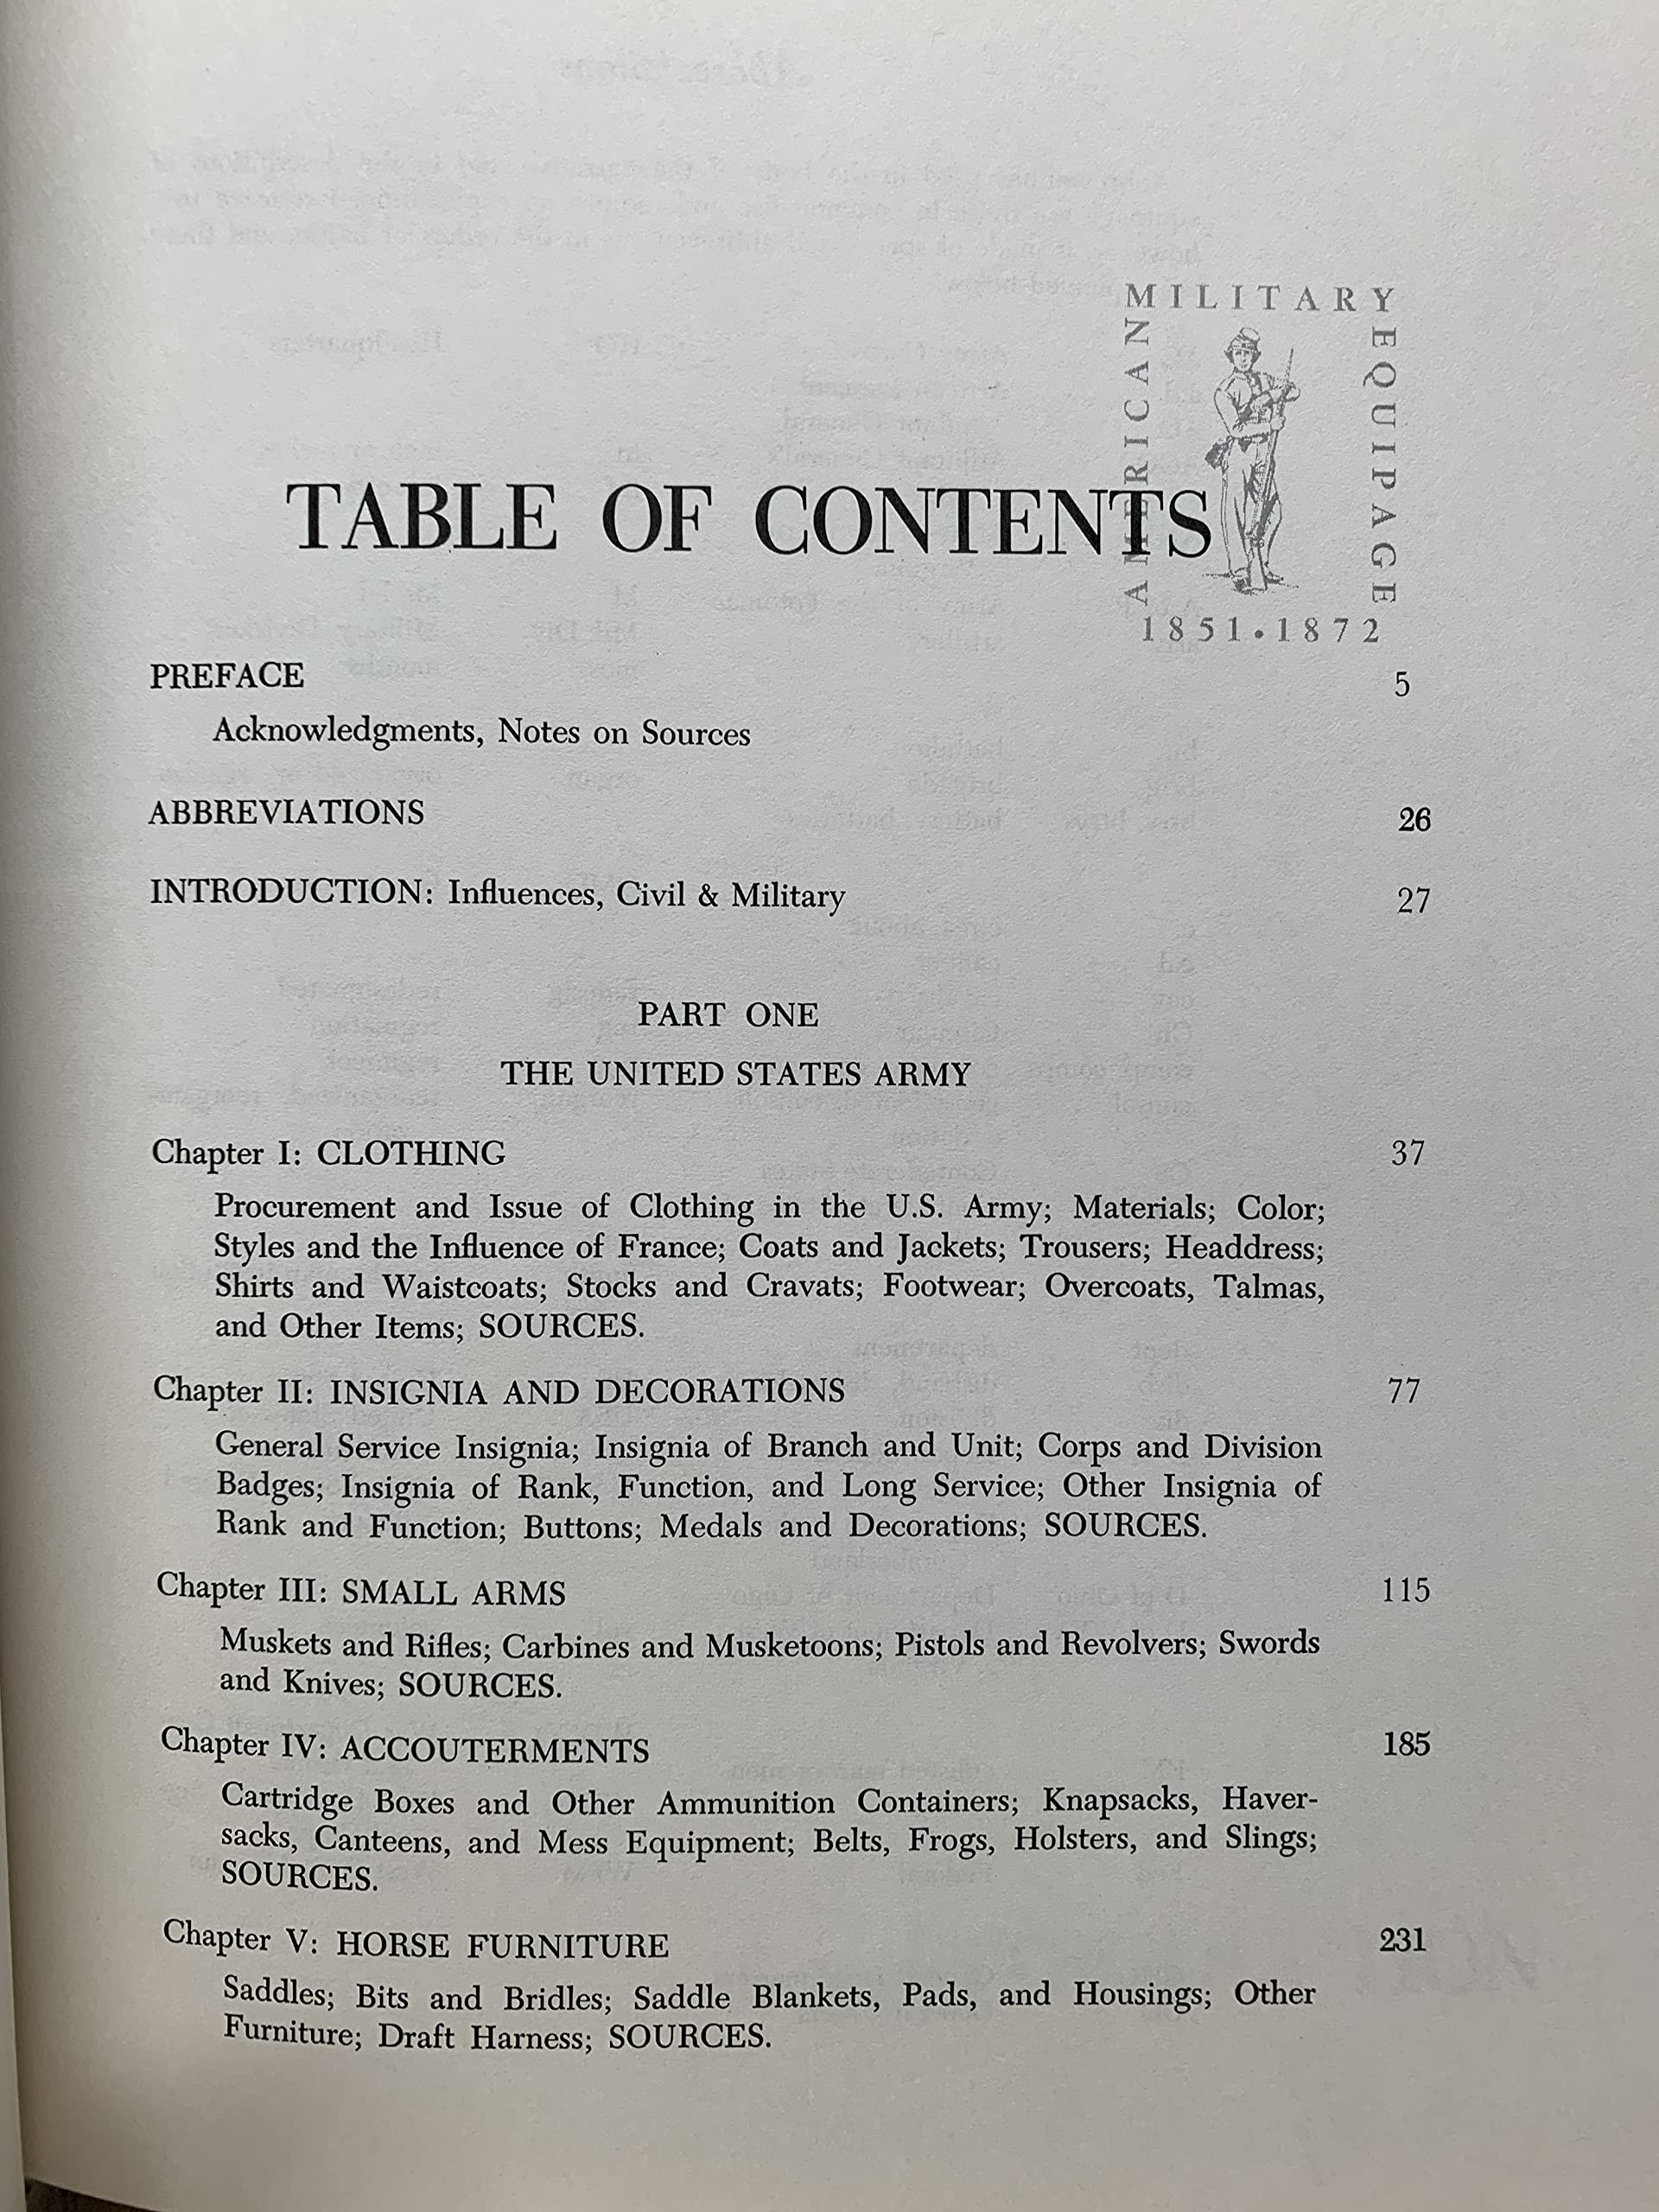 MILITARY
AMERICAN
EQUIPAGE
1851•1872
TABLE OF CONTENTS
PREFACE 5
Acknowledgments, Notes on Sources
ABBREVIATIONS 26
INTRODUCTION: Influences, Civil & Military 27
PART ONE
THE UNITED STATES ARMY
Chapter I: CLOTHING 37
Procurement and Issue of Clothing in the U.S. Army; Materials; Color;
Styles and the Influence of France; Coats and Jackets; Trousers; Headdress;
Shirts and Waistcoats; Stocks and Cravats; Footwear; Overcoats, Talmas,
and Other Items; SOURCES.
Chapter II: INSIGNIA AND DECORATIONS 77
General Service Insignia; Insignia of Branch and Unit; Corps and Division
Badges; Insignia of Rank, Function, and Long Service; Other Insignia of
Rank and Function; Buttons; Medals and Decorations; SOURCES.
Chapter III: SMALL ARMS 115
Muskets and Rifles; Carbines and Musketoons; Pistols and Revolvers; Swords
and Knives; SOURCES.
Chapter IV: ACCOUTERMENTS 185
Cartridge Boxes and Other Ammunition Containers; Knapsacks, Haver-
sacks, Canteens, and Mess Equipment; Belts, Frogs, Holsters, and Slings;
SOURCES.
Chapter V: HORSE FURNITURE 231
Saddles; Bits and Bridles; Saddle Blankets, Pads, and Housings; Other
Furniture; Draft Harness; SOURCES.